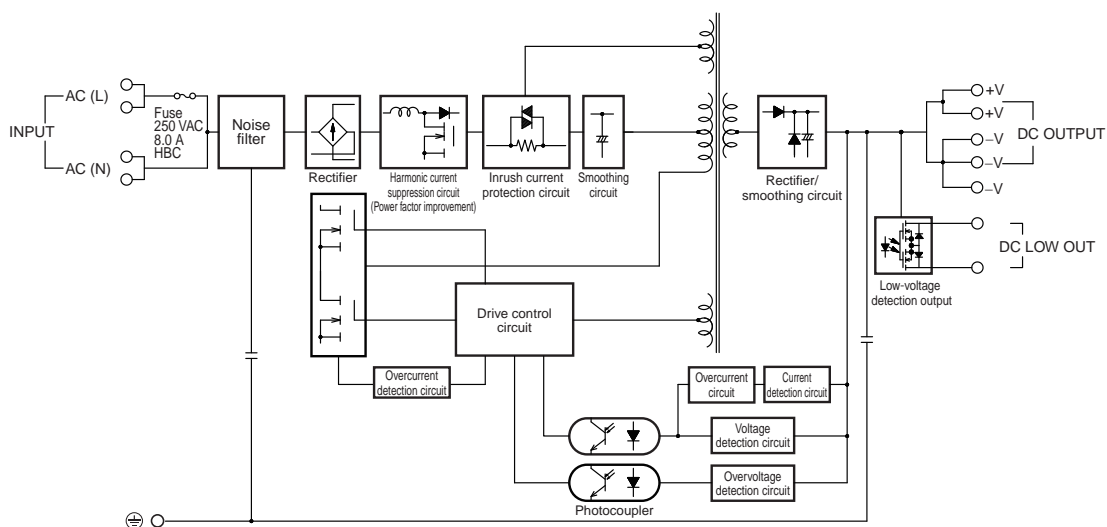 INPUT
AC (L)
AC (N)
Fuse
250 VAC
8.0 A
HBC
Noise
filter
Rectifier
Harmonic current
suppression circuit
(Power factor improvement)
Inrush current
protection circuit
Smoothing
circuit
Rectifier/
smoothing circuit
+V
+V
−V
−V
−V
DC OUTPUT
DC LOW OUT
Low-voltage
detection output
Drive control
circuit
Overcurrent
detection circuit
Overcurrent
circuit
Current
detection circuit
Voltage
detection circuit
Overvoltage
detection circuit
Photocoupler